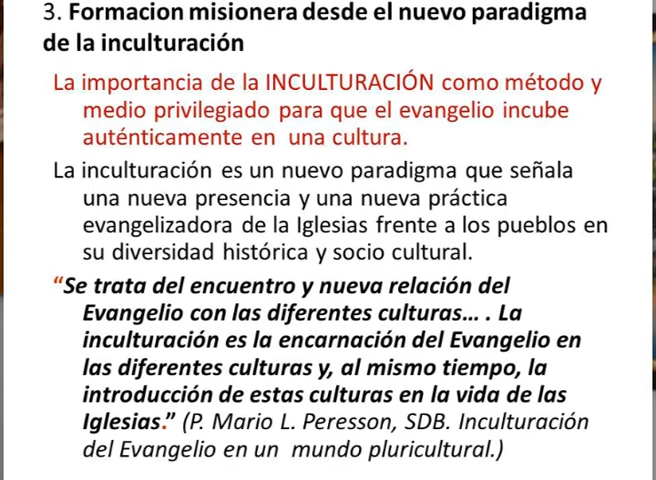 3. Formacion misionera desde el nuevo paradigma
de la inculturación
La importancia de la INCULTURACIÓN como método y
medio privilegiado para que el evangelio incube
auténticamente en una cultura.
La inculturación es un nuevo paradigma que señala
una nueva presencia y una nueva práctica
evangelizadora de la Iglesias frente a los pueblos en
su diversidad histórica y socio cultural.
“Se trata del encuentro y nueva relación del
Evangelio con las diferentes culturas... . La
inculturación es la encarnación del Evangelio en
las diferentes culturas y, al mismo tiempo, la
introducción de estas culturas en la vida de las
Iglesias.” (P. Mario L. Peresson, SDB. Inculturación
del Evangelio en un mundo pluricultural.)